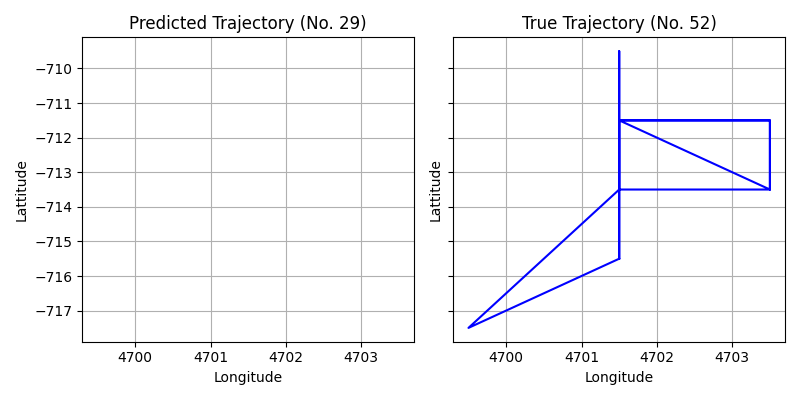 Predicted Trajectory (No. 29)
True Trajectory (No. 52)
−710
−711
−712
−713
−714
−715
−716
−717
Lattitude
Lattitude
4700 4701 4702 4703
4700 4701 4702 4703
Longitude
Longitude